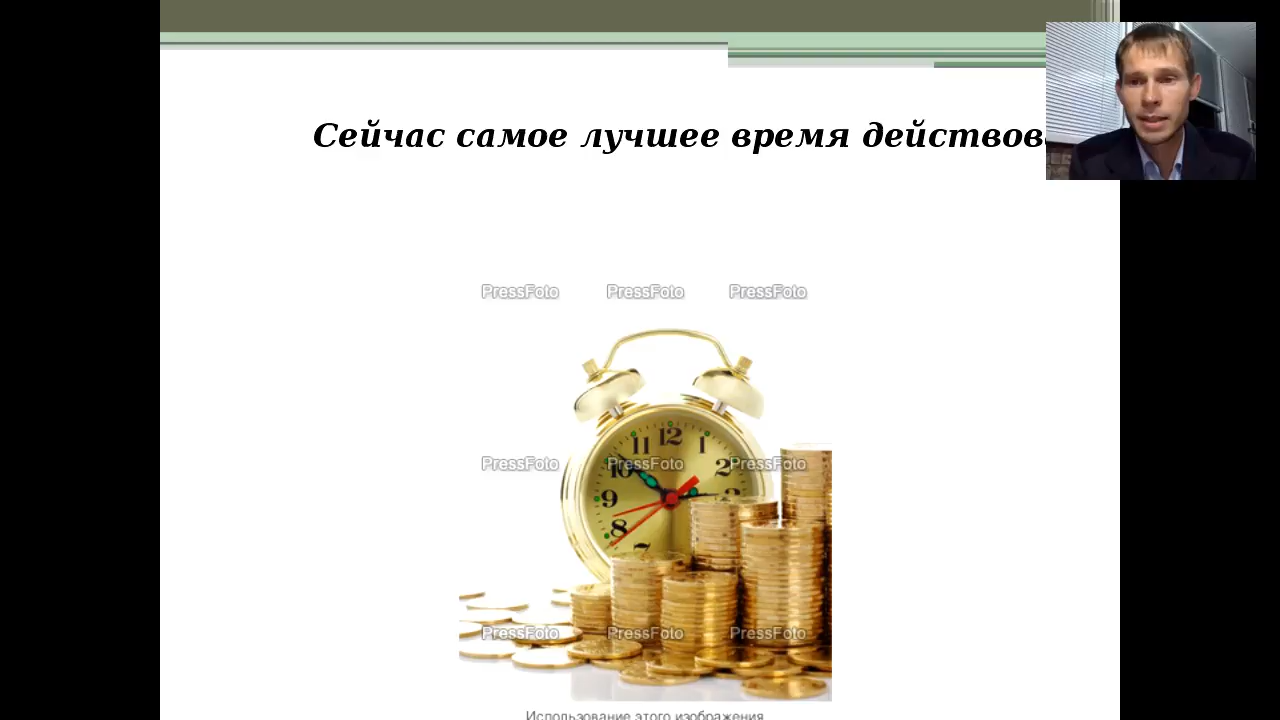 Сейчас самое лучшее время действов
PressFoto PressFoto PressFoto
11 12 1
PressFoto PressFoto PressFoto
10 2
9 3
8
7
PressFoto PressFoto PressFoto
Использование этого изображения